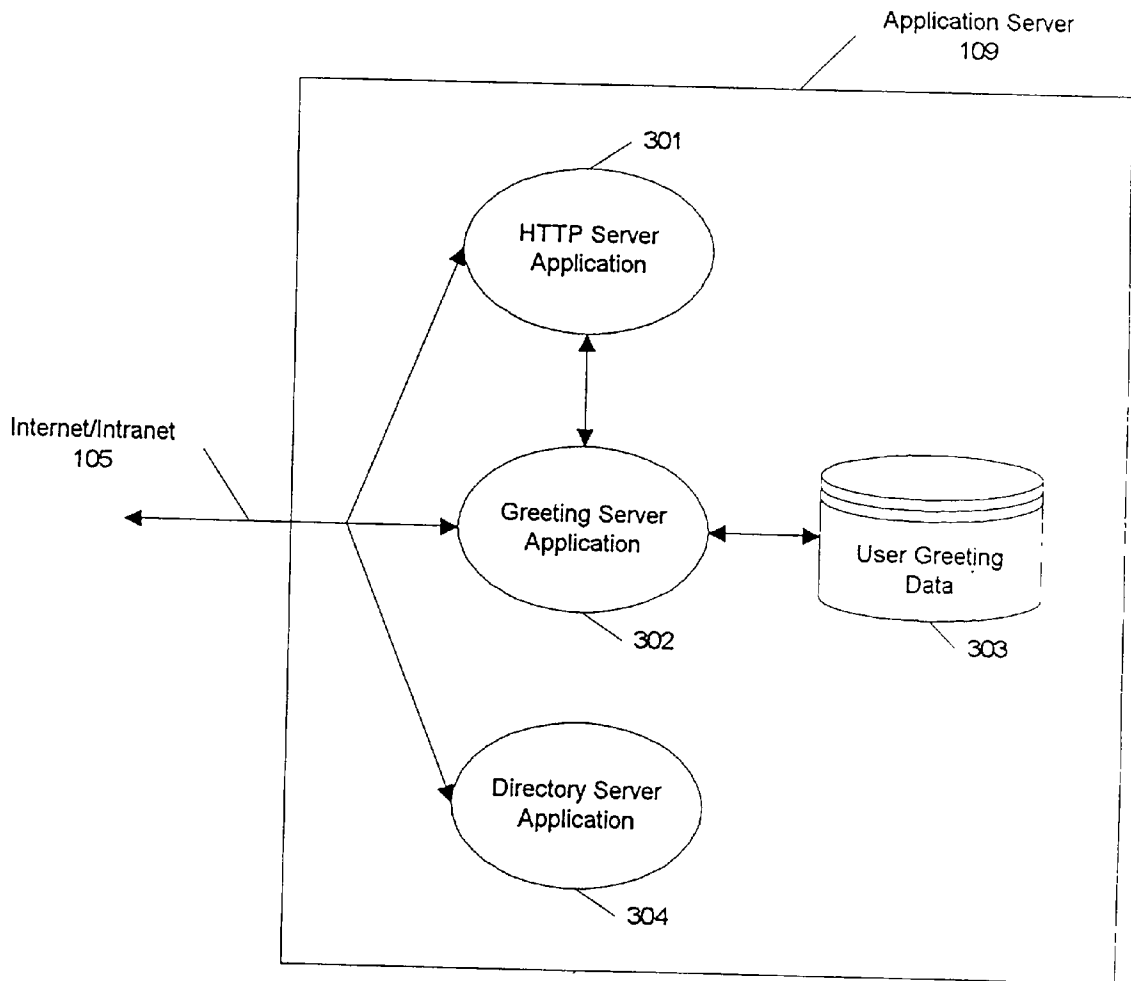 Application Server
109
301
HTTP Server
Application
Internet/Intranet
105
Greeting Server
Application
User Greeting
Data
302
303
Directory Server
Application
304